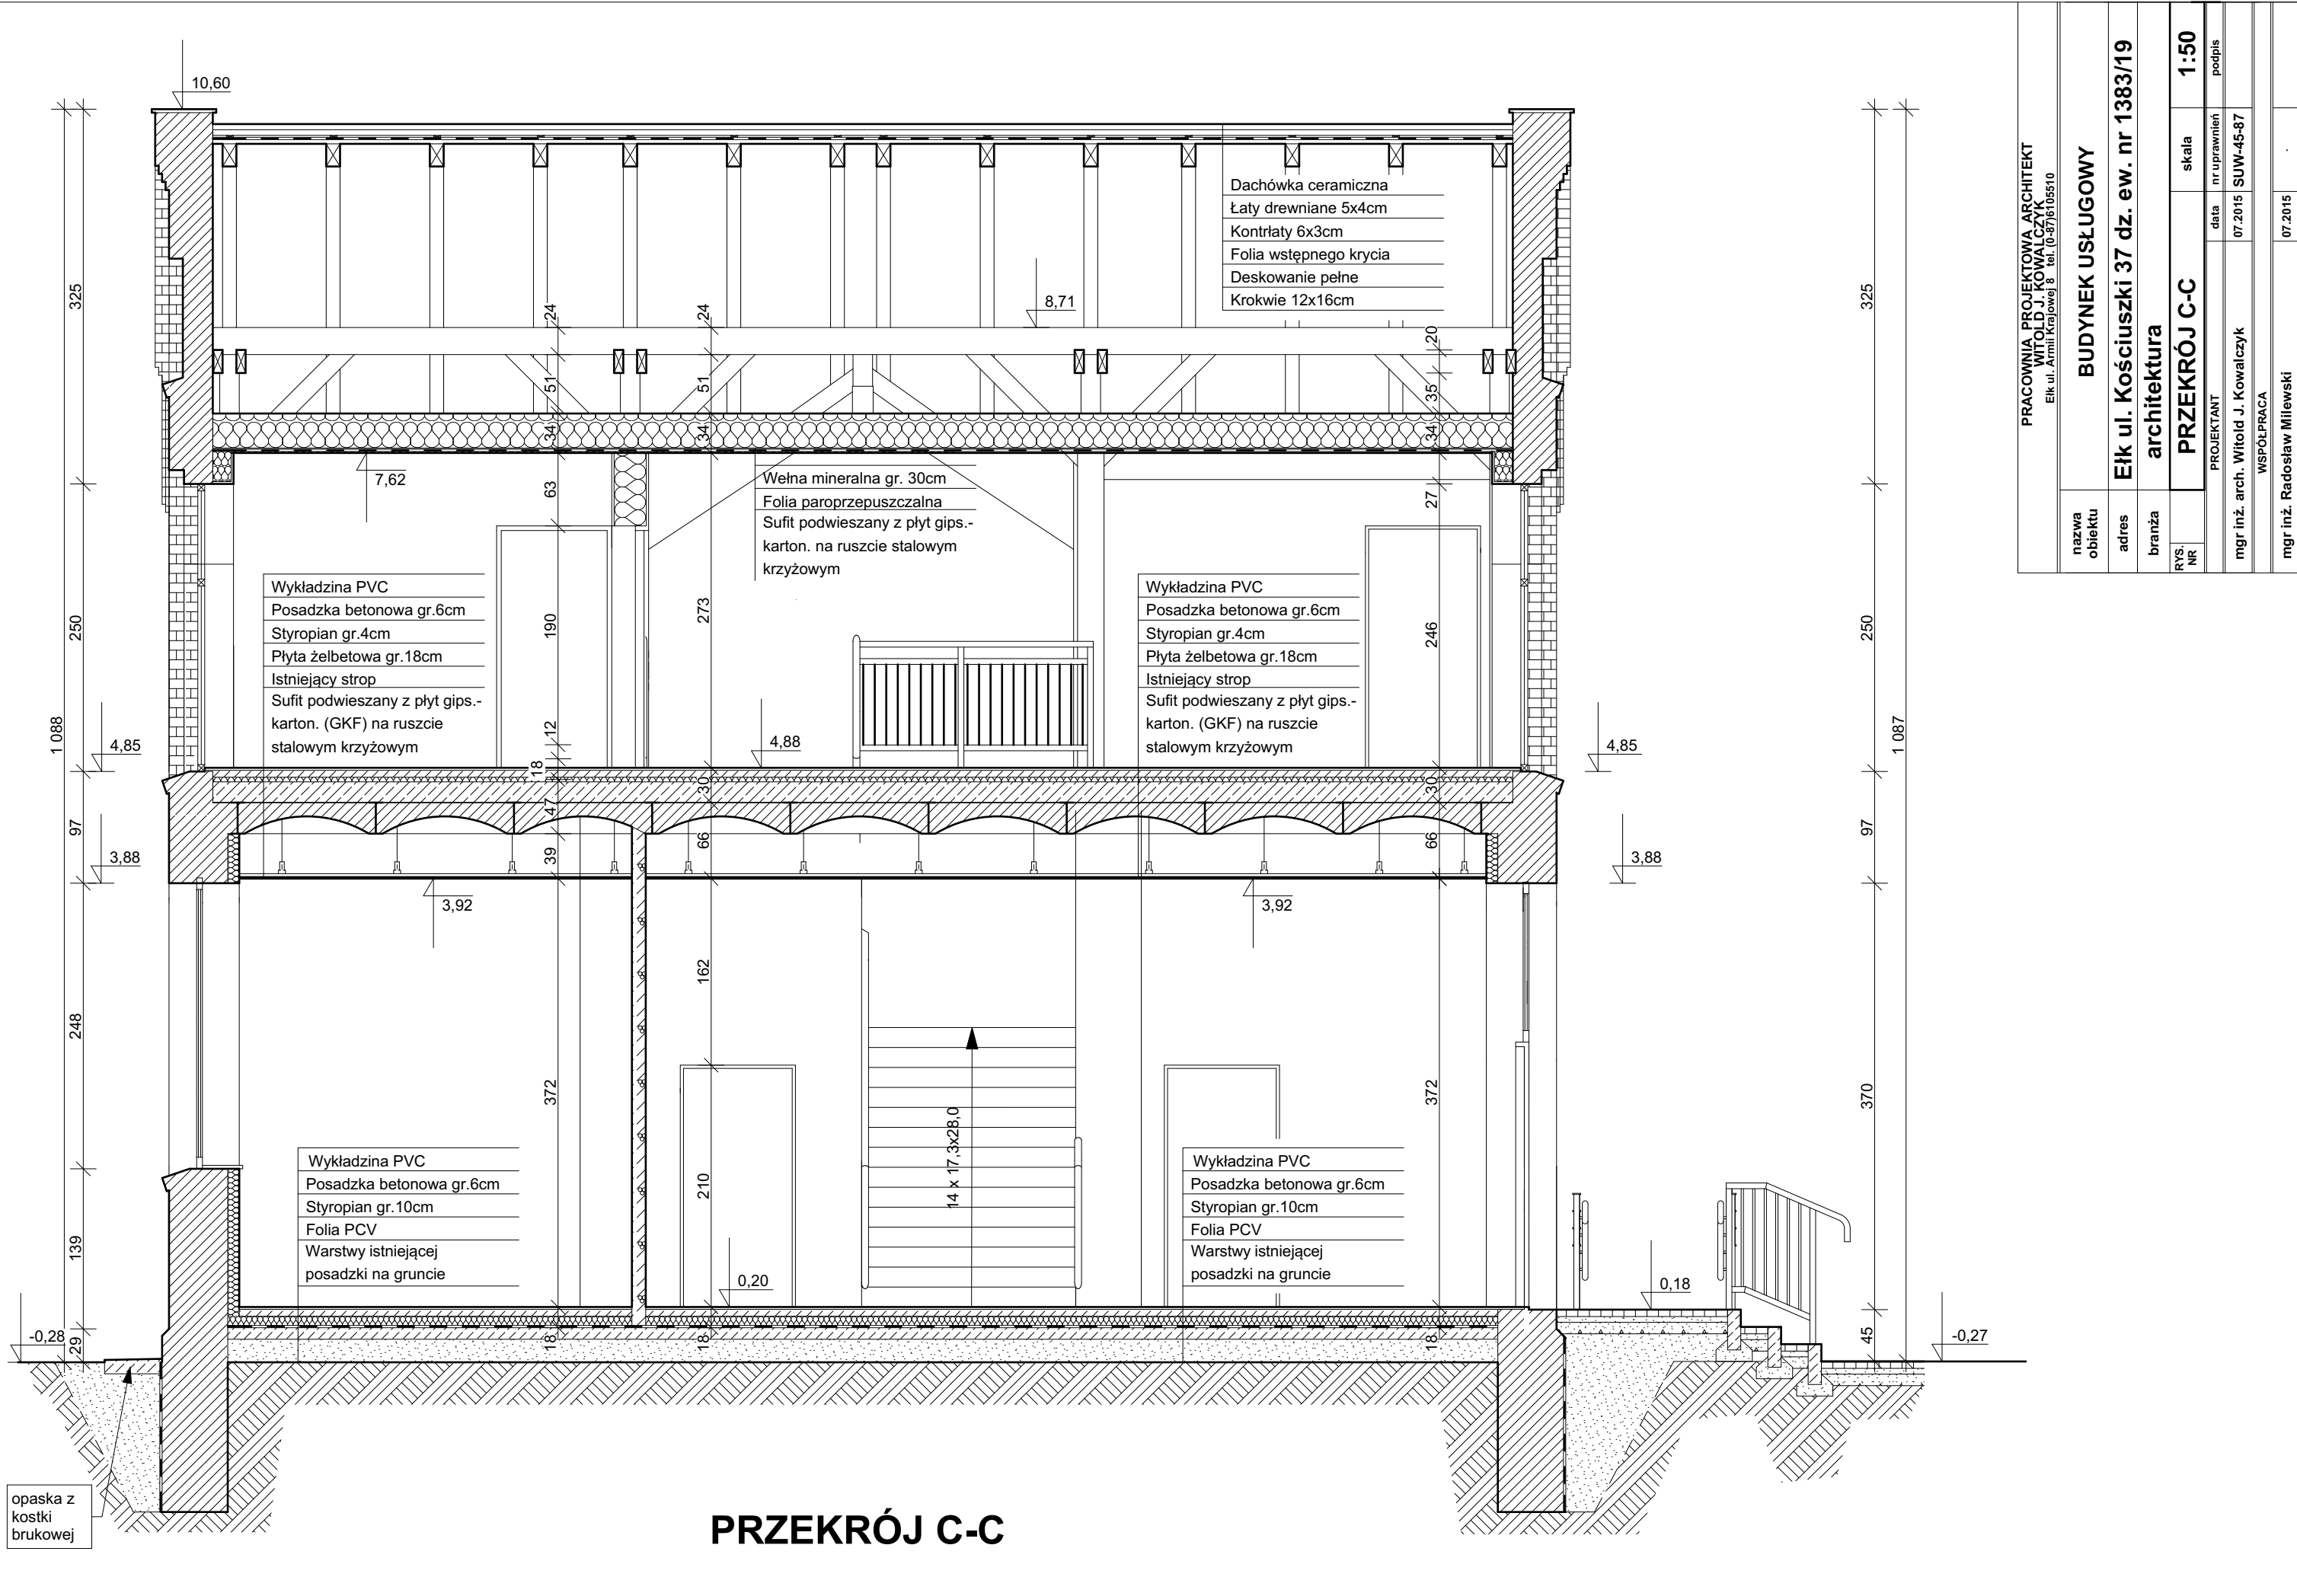 10,60
Dachówka ceramiczna
Łaty drewniane 5x4cm
Kontrłaty 6x3cm
Folia wstępnego krycia
Deskowanie pełne
Krokwie 12x16cm
8,71
7,62
Wełna mineralna gr. 30cm
Folia paroprzepuszczalna
Sufit podwieszany z płyt gips.-
karton. na ruszcie stalowym
krzyżowym
Wykładzina PVC
Posadzka betonowa gr.6cm
Styropian gr.4cm
Płyta żelbetowa gr.18cm
Istniejący strop
Sufit podwieszany z płyt gips.-
karton. (GKF) na ruszcie
stalowym krzyżowym
Wykładzina PVC
Posadzka betonowa gr.6cm
Styropian gr.4cm
Płyta żelbetowa gr.18cm
Istniejący strop
Sufit podwieszany z płyt gips.-
karton. (GKF) na ruszcie
stalowym krzyżowym
4,85
4,88
4,85
3,88
3,88
3,92
3,92
Wykładzina PVC
Posadzka betonowa gr.6cm
Styropian gr.10cm
Folia PCV
Warstwy istniejącej
posadzki na gruncie
Wykładzina PVC
Posadzka betonowa gr.6cm
Styropian gr.10cm
Folia PCV
Warstwy istniejącej
posadzki na gruncie
0,20
0,18
-0,28
-0,27
opaska z
kostki
brukowej
PRZEKRÓJ C-C
1 088
325
250
97
248
139
29
24
51
34
63
190
12
18
47
39
372
18
24
51
34
273
30
66
162
210
18
14 x 17,3x28,0
20
35
34
27
246
30
66
372
18
325
250
97
370
45
1 087
PRACOWNIA PROJEKTOWA ARCHITEKT
WITOLD J. KOWALCZYK
Ełk ul. Armii Krajowej 8 tel. (0-87)6105510
nazwa
obiektu
BUDYNEK USŁUGOWY
adres
Ełk ul. Kościuszki 37 dz. ew. nr 1383/19
branża
architektura
RYS.
NR
PRZEKRÓJ C-C
skala
1:50
PROJEKTANT
data
nr uprawnień
podpis
mgr inż. arch. Witold J. Kowalczyk
07.2015
SUW-45-87
WSPÓŁPRACA
mgr inż. Radosław Milewski
07.2015